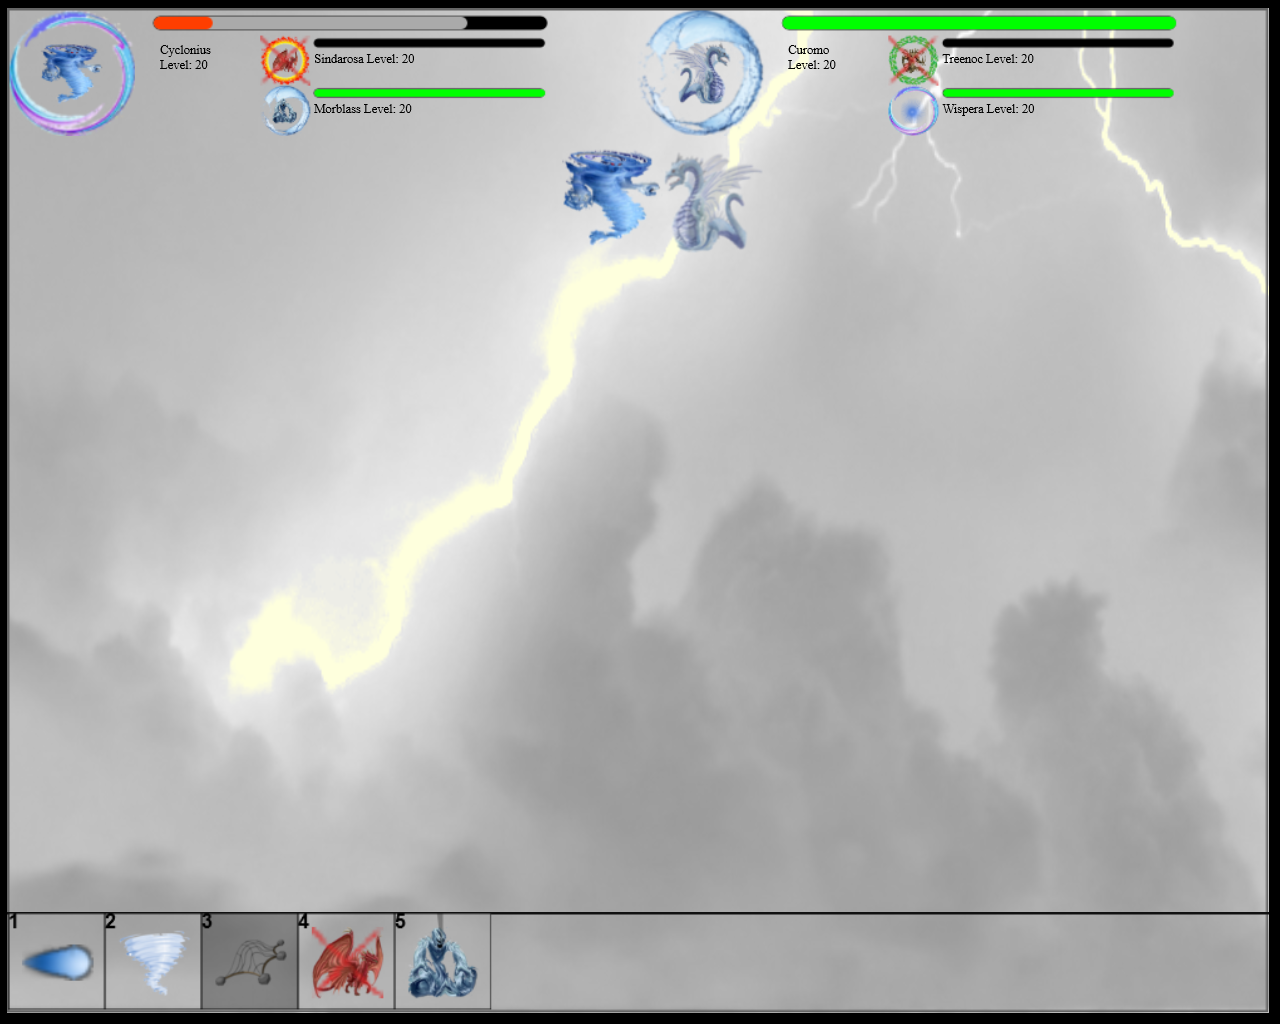 Cyclonius
Level: 20
Sindarosa Level: 20
Morblass Level: 20
Curomo
Level: 20
Treenoc Level: 20
Wispera Level: 20
1 2 3 4 5